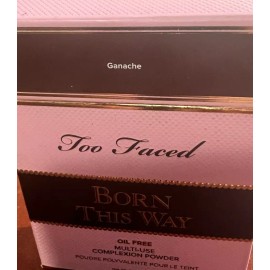 Ganache
Too Faced
BORN
THIS WAY
OIL FREE
MULTI-USE
COMPLEXION POWDER
POUDRE POLYVALENTE POUR LE TEINT